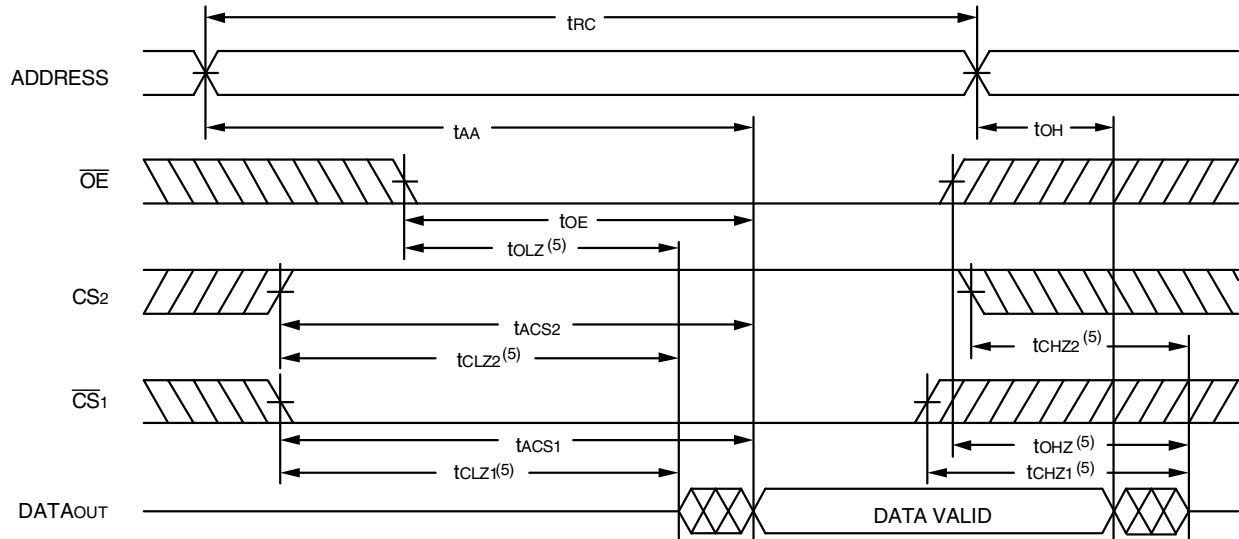 tRC
ADDRESS
tAA
tOH
OE
tOE
tOLZ (5)
CS2
tACS2
tCLZ2 (5)
tCHZ2 (5)
CS1
tACS1
tOHZ (5)
tCLZ1 (5)
tCHZ1 (5)
DATAOUT
DATA VALID